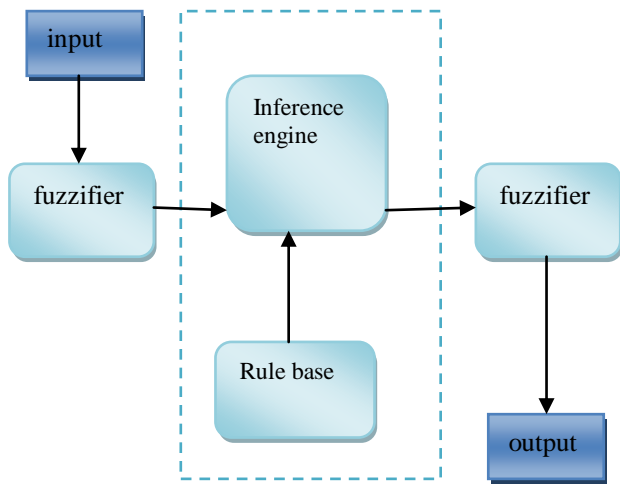 input
fuzzifier
Inference
engine
Rule base
fuzzifier
output